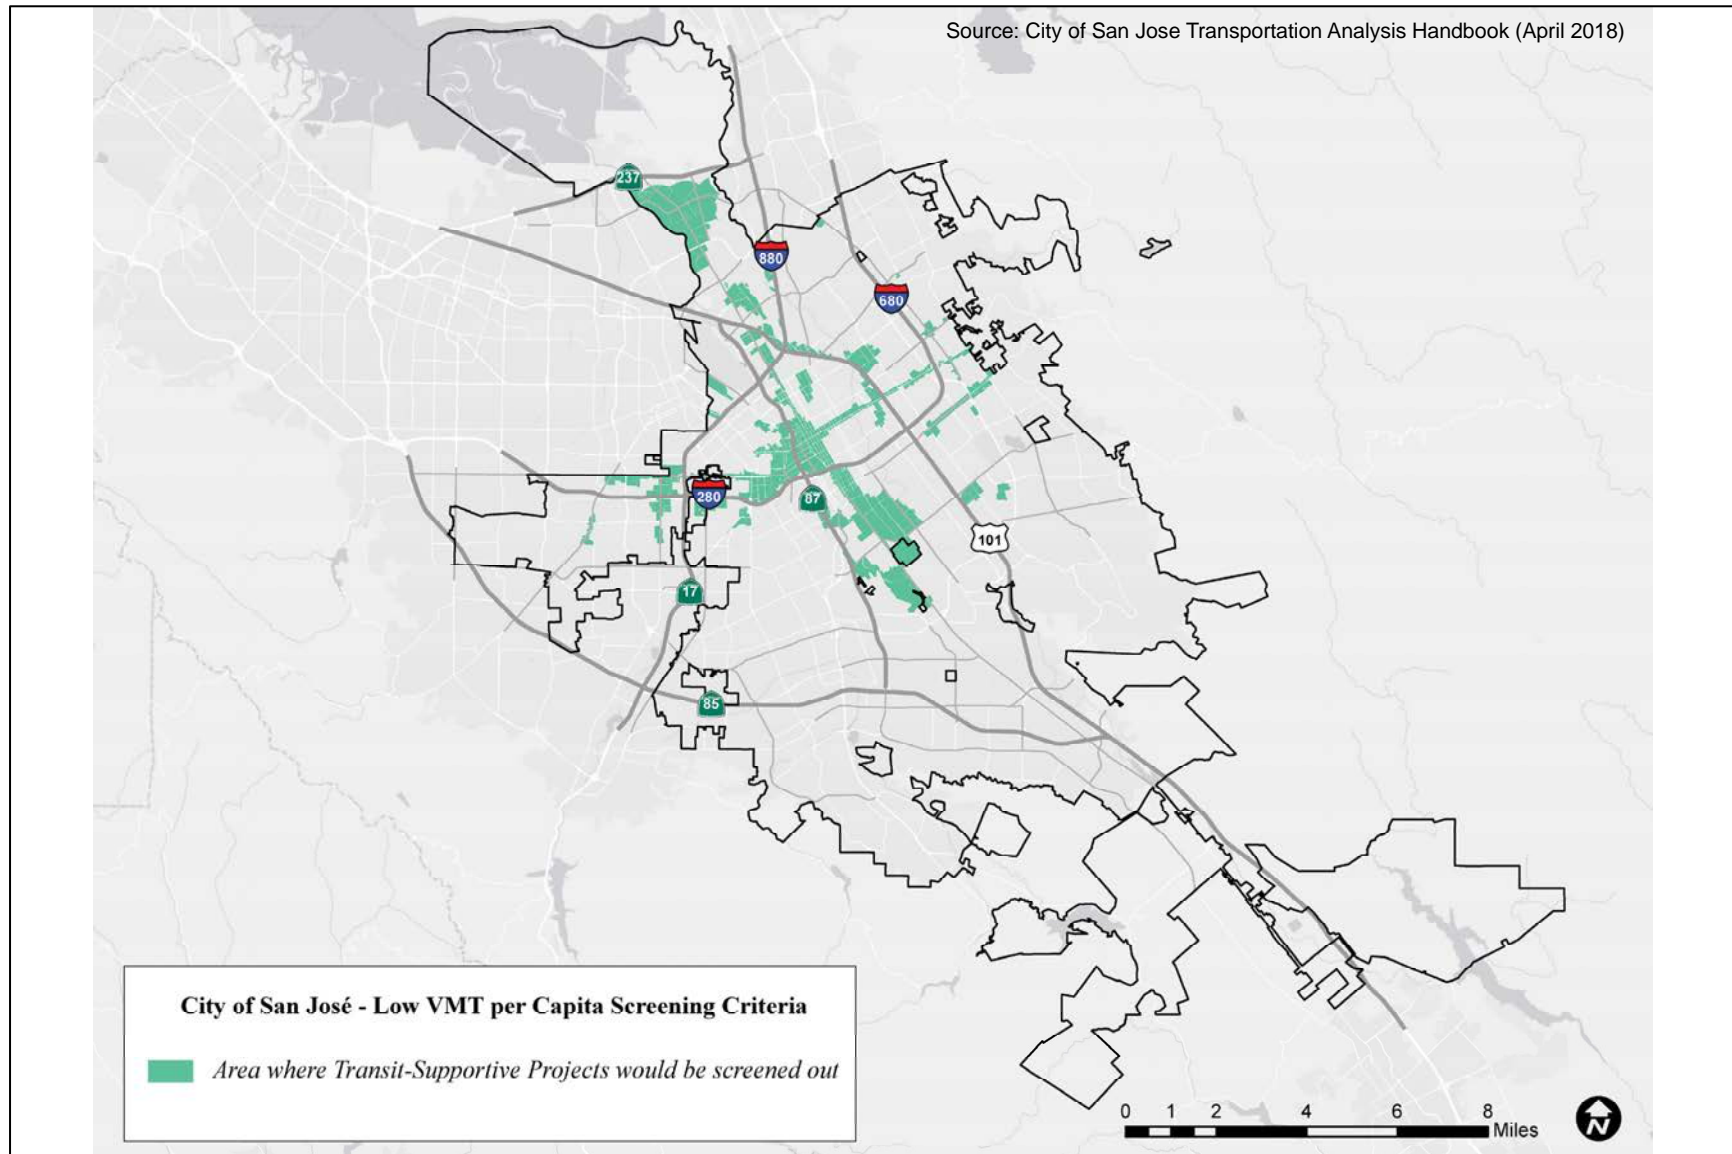 Source: City of San Jose Transportation Analysis Handbook (April 2018)
237
880
680
280
87
101
17
85
City of San José - Low VMT per Capita Screening Criteria
Area where Transit-Supportive Projects would be screened out
0 1 2 4 6 8
Miles
N